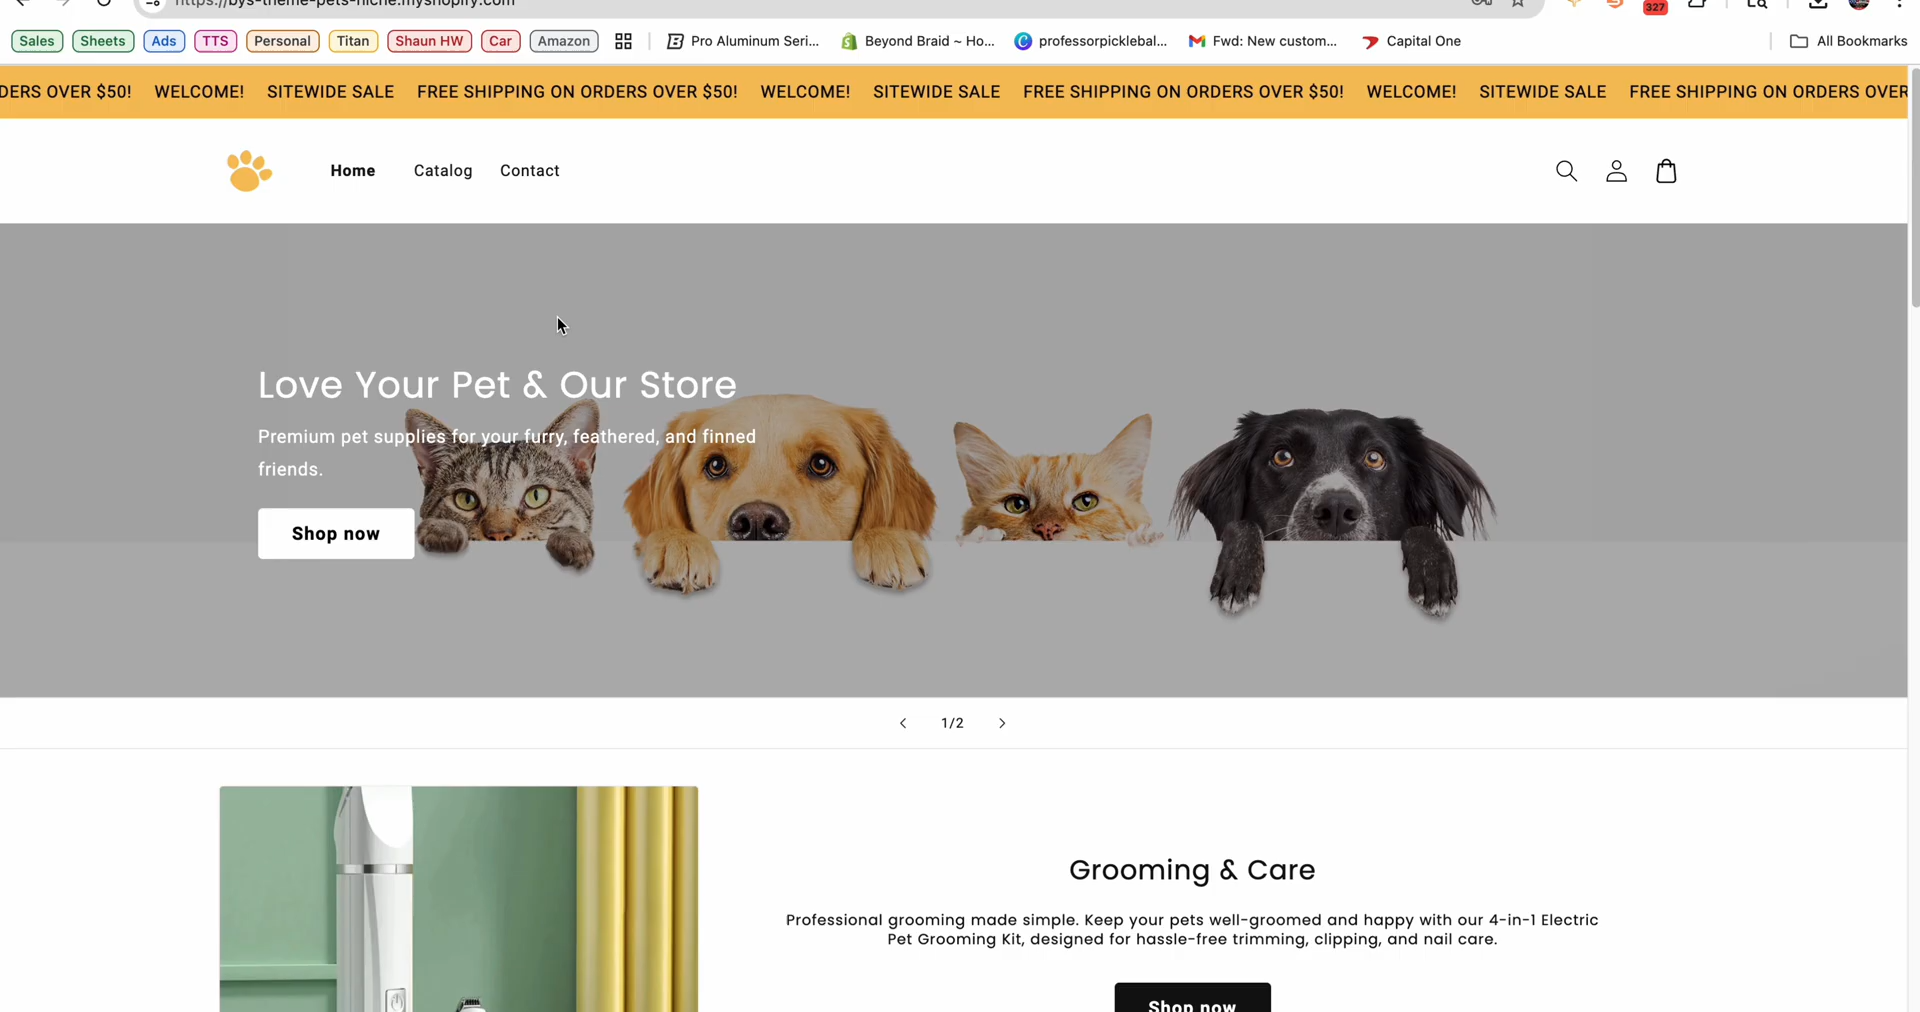 https://bys-theme-pets-niche.myshopify.com
327
Sales Sheets Ads TTS Personal Titan Shaun HW Car Amazon Pro Aluminum Seri... Beyond Braid ~ Ho... professorpicklebal... Fwd: New custom... Capital One All Bookmarks
DERS OVER $50! WELCOME! SITEWIDE SALE FREE SHIPPING ON ORDERS OVER $50! WELCOME! SITEWIDE SALE FREE SHIPPING ON ORDERS OVER $50! WELCOME! SITEWIDE SALE FREE SHIPPING ON ORDERS OVER
Home Catalog Contact
Love Your Pet & Our Store
Premium pet supplies for your furry, feathered, and finned
friends.
Shop now
1/2
Grooming & Care
Professional grooming made simple. Keep your pets well-groomed and happy with our 4-in-1 Electric
Pet Grooming Kit, designed for hassle-free trimming, clipping, and nail care.
Shop now